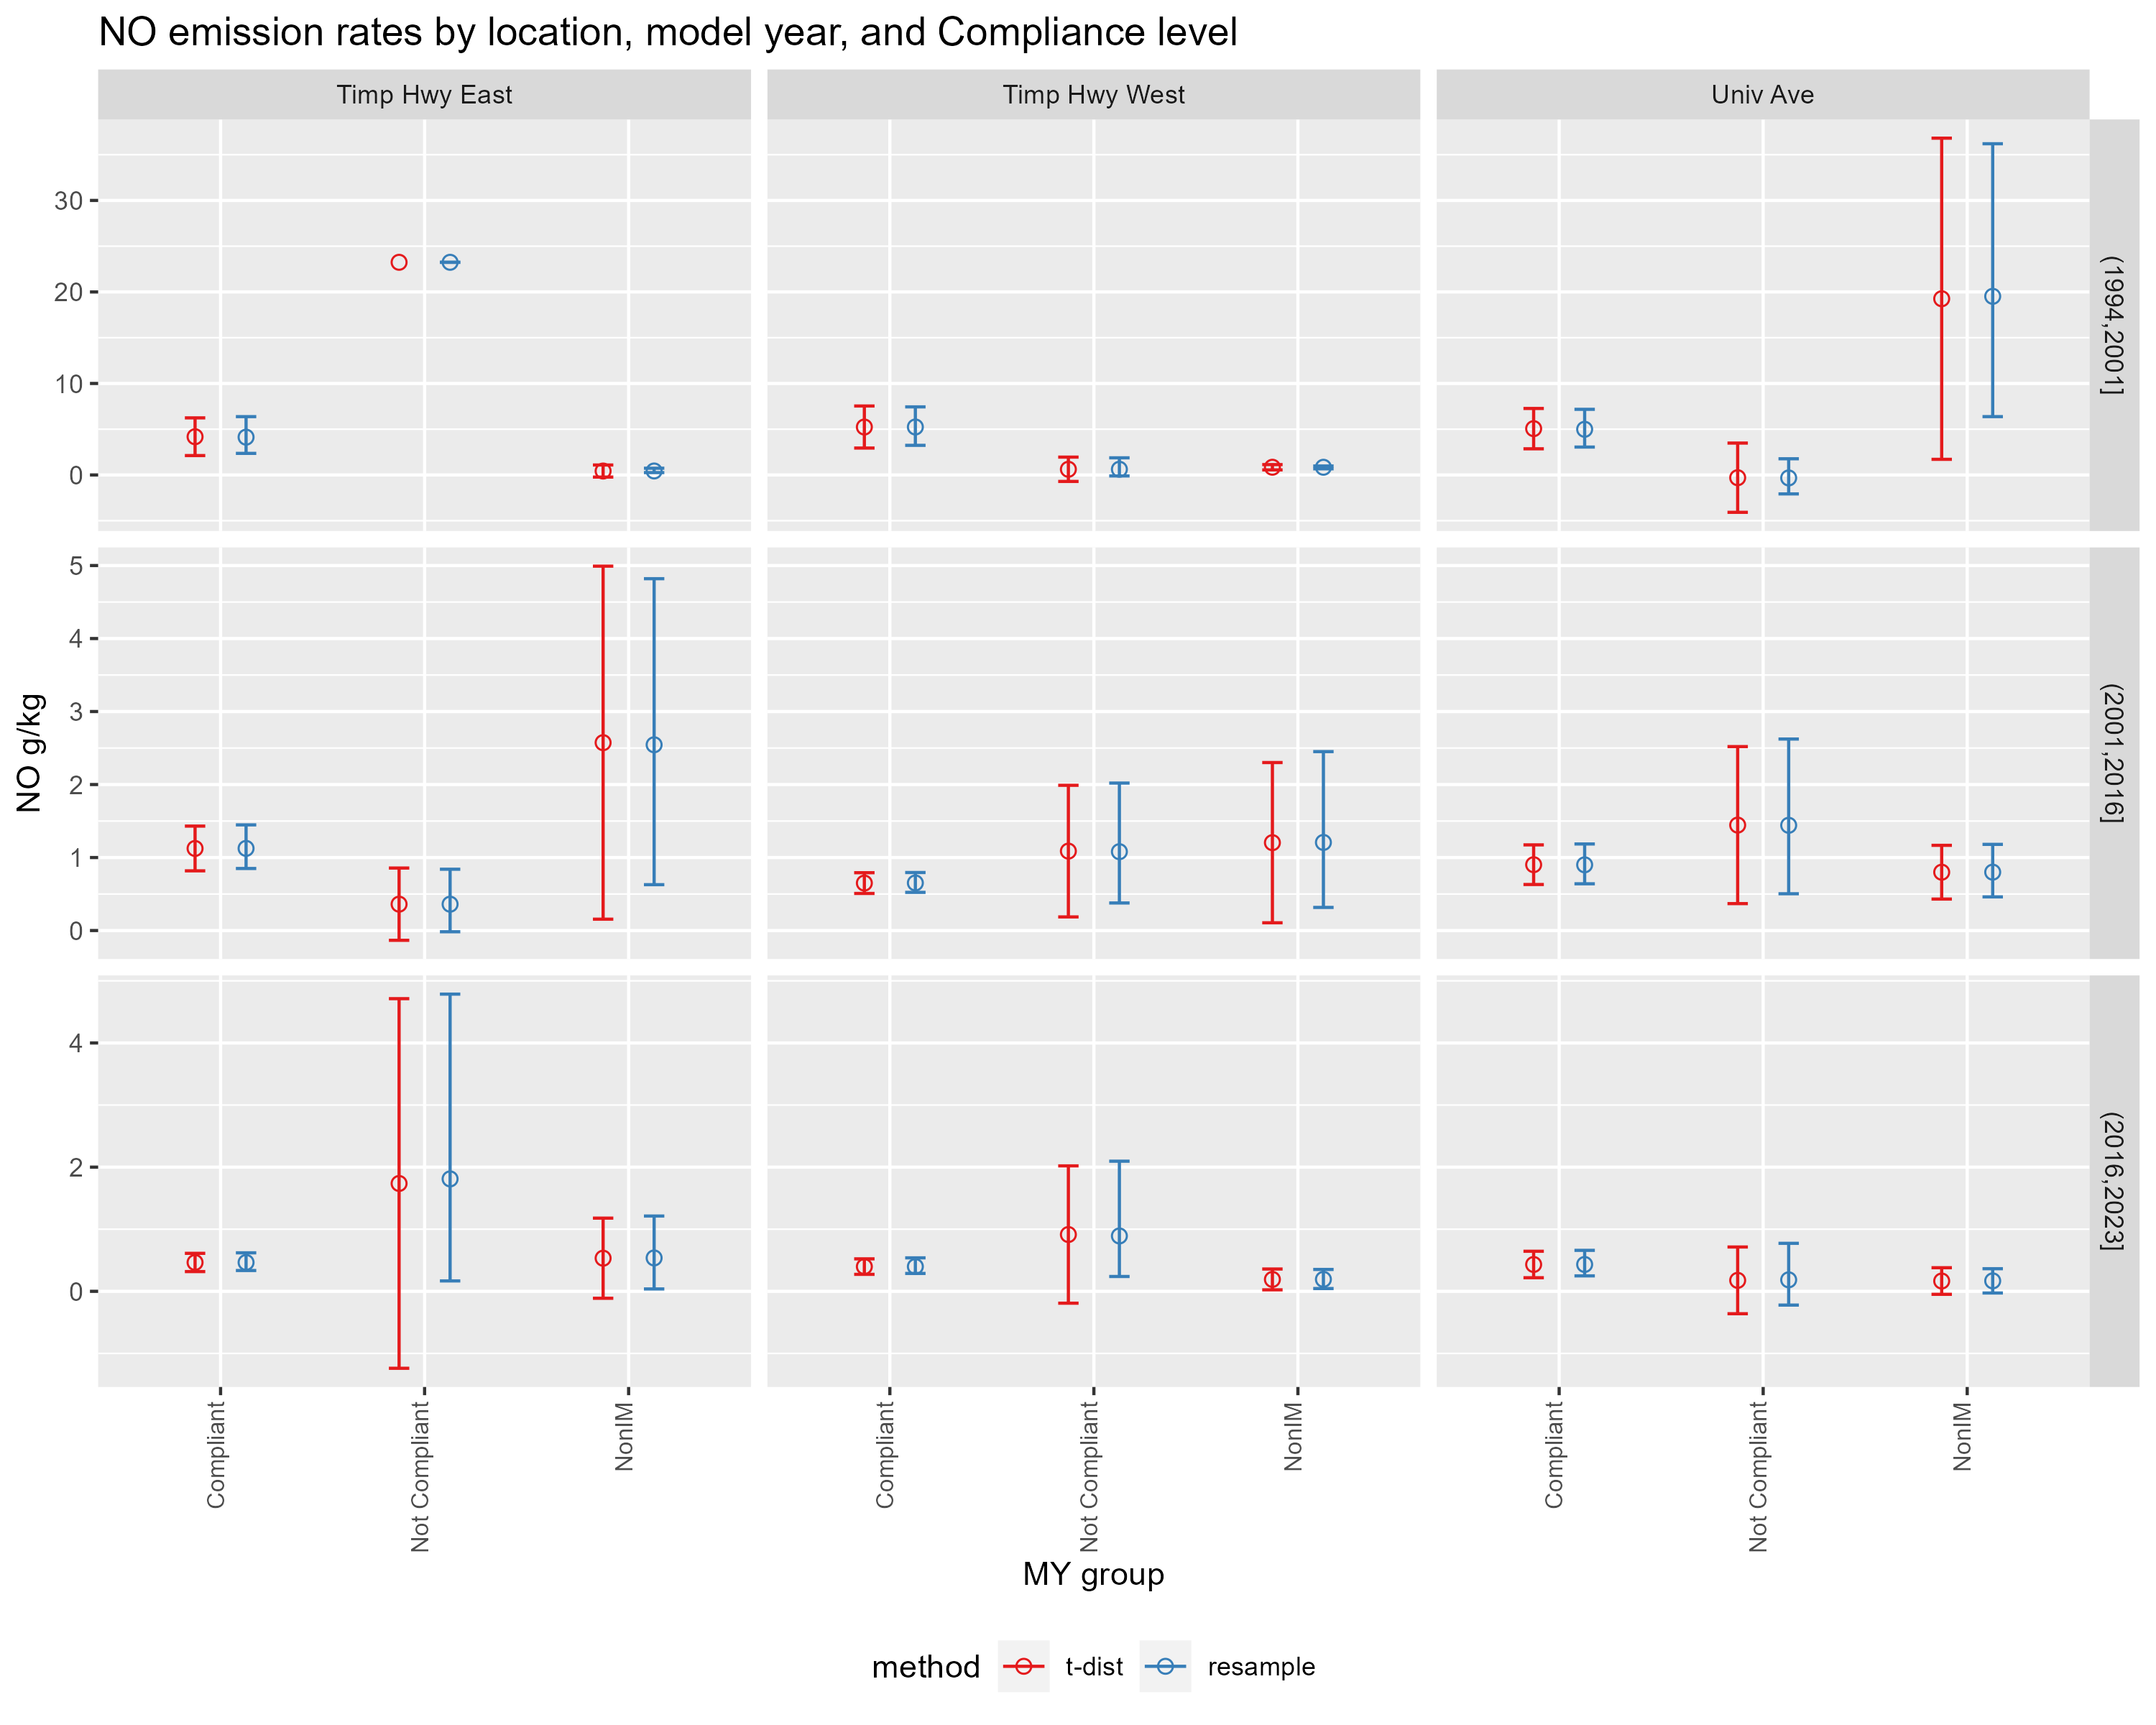 NO emission rates by location, model year, and Compliance level
Timp Hwy East
Timp Hwy West
Univ Ave
30
20
10
0
(1994,2001]
5
4
3
2
1
0
(2001,2016]
4
2
0
(2016,2023]
NO g/kg
Compliant
Not Compliant
NonIM
Compliant
Not Compliant
NonIM
Compliant
Not Compliant
NonIM
MY group
method t-dist resample